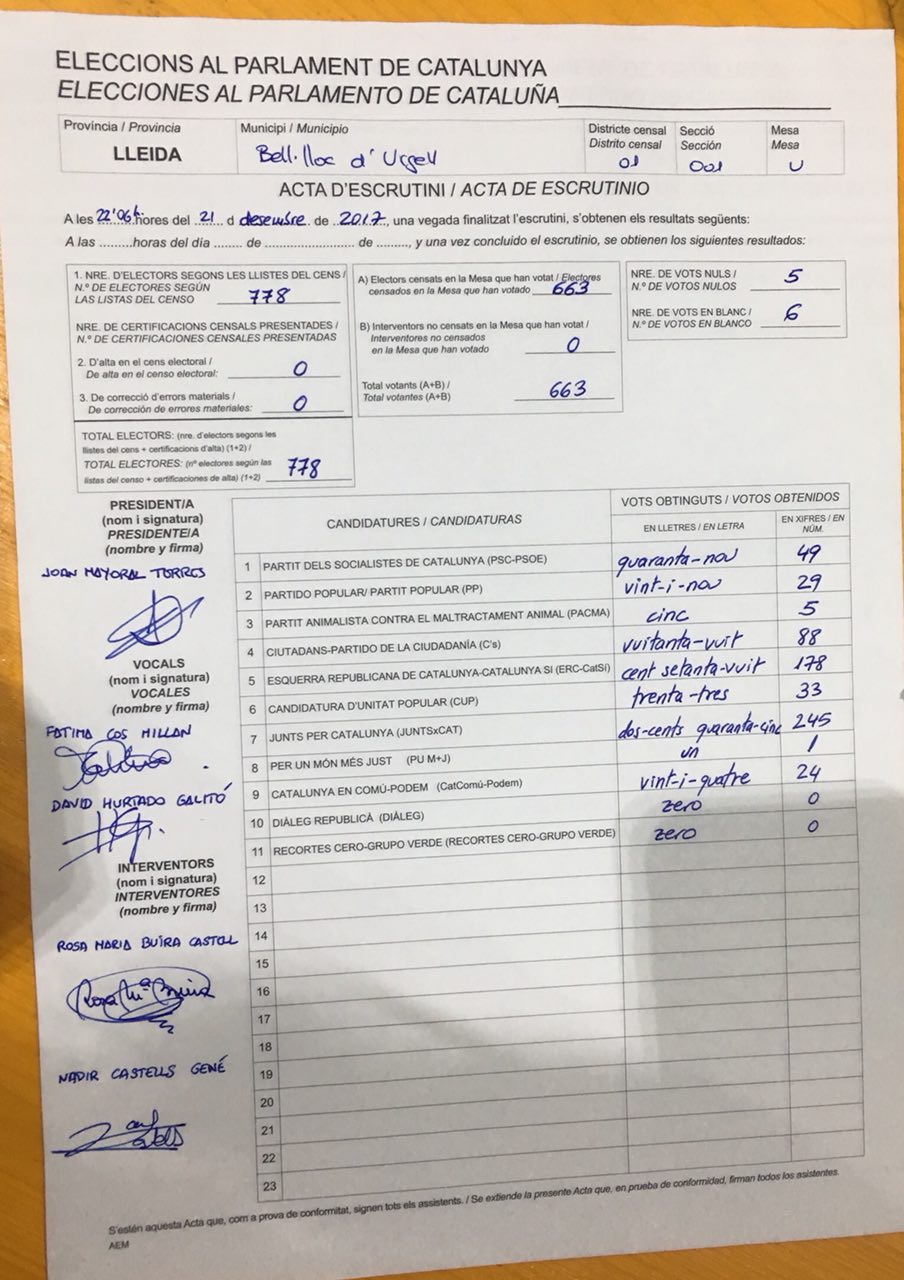 ELECCIONS AL PARLAMENT DE CATALUNYA
ELECCIONES AL PARLAMENTO DE CATALUÑA
Provincia / Provincia
LLEIDA
Municipi / Municipio
Bell·lloc d'Urgell
Districte censal
Distrito censal
01
Secció
Sección
001
Mesa
Mesa
U
ACTA D'ESCRUTINI / ACTA DE ESCRUTINIO
A les 22'06h. hores del 21 d desembre de 2017, una vegada finalitzat l'escrutini, s'obtenen els resultats següents:
A las .........horas del día ....... de ......................... de ........., y una vez concluido el escrutinio, se obtienen los siguientes resultados:
1. NRE. D'ELECTORS SEGONS LES LLISTES DEL CENS /
N.º DE ELECTORES SEGÚN
LAS LISTAS DEL CENSO 778
NRE. DE CERTIFICACIONS CENSALS PRESENTADES /
N.º DE CERTIFICACIONES CENSALES PRESENTADAS
2. D'alta en el cens electoral /
De alta en el censo electoral: 0
3. De correcció d'errors materials /
De corrección de errores materiales: 0
TOTAL ELECTORS: (nre. d'electors segons les
llistes del cens + certificacions d'alta) (1+2) /
TOTAL ELECTORES: (nº electores según las
listas del censo + certificaciones de alta) (1+2) 778
A) Electors censats en la Mesa que han votat / Electores
censados en la Mesa que han votado 663
B) Interventors no censats en la Mesa que han votat /
Interventores no censados
en la Mesa que han votado 0
Total votants (A+B) /
Total votantes (A+B) 663
NRE. DE VOTS NULS /
N.º DE VOTOS NULOS 5
NRE. DE VOTS EN BLANC /
N.º DE VOTOS EN BLANCO 6
PRESIDENT/A
(nom i signatura)
PRESIDENTE/A
(nombre y firma)
JOAN MAYORAL TORRES
VOCALS
(nom i signatura)
VOCALES
(nombre y firma)
FATIMA COS MILLAN
DAVID HURTADO GALITÓ
INTERVENTORS
(nom i signatura)
INTERVENTORES
(nombre y firma)
ROSA MARIA BUIRA CASTELL
Rosa Mª Buira
NADIR CASTELLS GENÉ
CANDIDATURES / CANDIDATURAS
VOTS OBTINGUTS / VOTOS OBTENIDOS
EN LLETRES / EN LETRA
EN XIFRES / EN
NÚM.
1 PARTIT DELS SOCIALISTES DE CATALUNYA (PSC-PSOE) quaranta-nou 49
2 PARTIDO POPULAR/ PARTIT POPULAR (PP) vint-i-nou 29
3 PARTIT ANIMALISTA CONTRA EL MALTRACTAMENT ANIMAL (PACMA) cinc 5
4 CIUTADANS-PARTIDO DE LA CIUDADANÍA (C's) vuitanta-vuit 88
5 ESQUERRA REPUBLICANA DE CATALUNYA-CATALUNYA SI (ERC-CatSí) cent setanta-vuit 178
6 CANDIDATURA D'UNITAT POPULAR (CUP) trenta-tres 33
7 JUNTS PER CATALUNYA (JUNTSxCAT) dos-cents quaranta-cinc 245
8 PER UN MÓN MÉS JUST (PU M+J) un 1
9 CATALUNYA EN COMÚ-PODEM (CatComú-Podem) vint-i-quatre 24
10 DIÀLEG REPUBLICÀ (DIÀLEG) zero 0
11 RECORTES CERO-GRUPO VERDE (RECORTES CERO-GRUPO VERDE) zero 0
12
13
14
15
16
17
18
19
20
21
22
23
S'estén aquesta Acta que, com a prova de conformitat, signen tots els assistents. / Se extiende la presente Acta que, en prueba de conformidad, firman todos los asistentes.
AEM